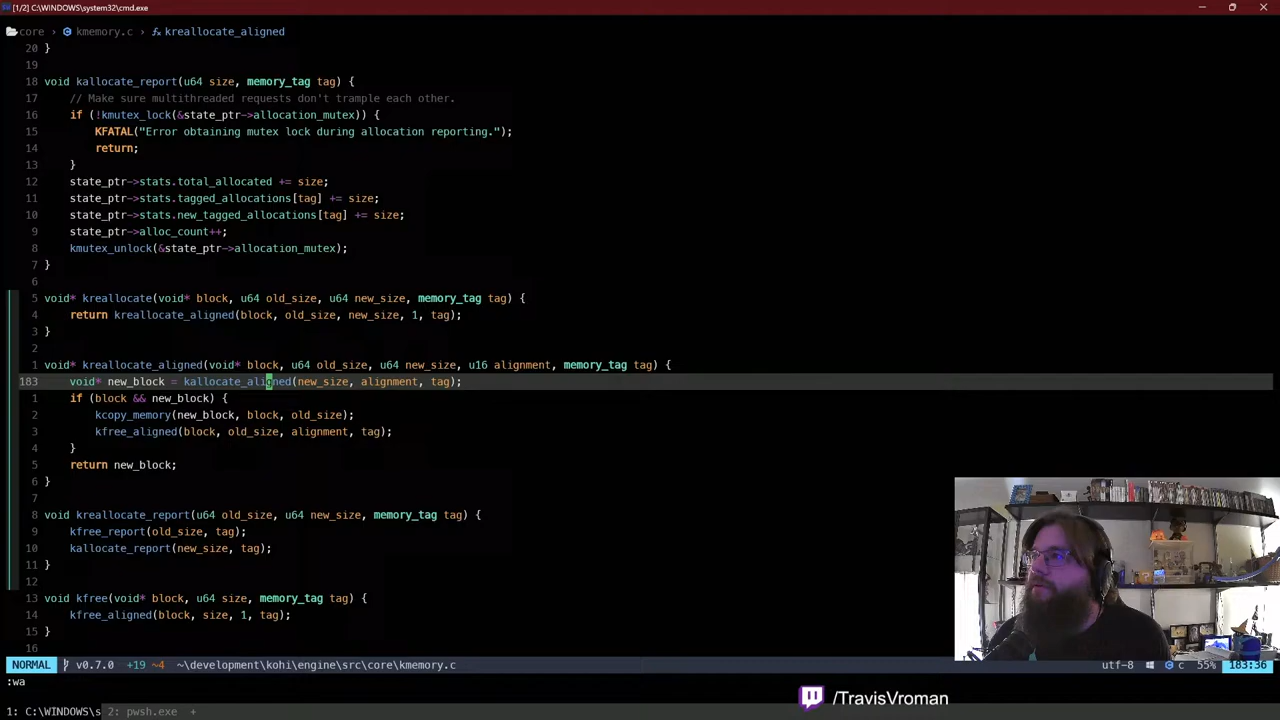 [1/2] C:\WINDOWS\system32\cmd.exe
core › kmemory.c › kreallocate_aligned
20 }
19
18 void kallocate_report(u64 size, memory_tag tag) {
17 // Make sure multithreaded requests don't trample each other.
16 if (!kmutex_lock(&state_ptr->allocation_mutex)) {
15 KFATAL("Error obtaining mutex lock during allocation reporting.");
14 return;
13 }
12 state_ptr->stats.total_allocated += size;
11 state_ptr->stats.tagged_allocations[tag] += size;
10 state_ptr->stats.new_tagged_allocations[tag] += size;
9 state_ptr->alloc_count++;
8 kmutex_unlock(&state_ptr->allocation_mutex);
7 }
6
5 void* kreallocate(void* block, u64 old_size, u64 new_size, memory_tag tag) {
4 return kreallocate_aligned(block, old_size, new_size, 1, tag);
3 }
2
1 void* kreallocate_aligned(void* block, u64 old_size, u64 new_size, u16 alignment, memory_tag tag) {
183 void* new_block = kallocate_aligned(new_size, alignment, tag);
1 if (block && new_block) {
2 kcopy_memory(new_block, block, old_size);
3 kfree_aligned(block, old_size, alignment, tag);
4 }
5 return new_block;
6 }
7
8 void kreallocate_report(u64 old_size, u64 new_size, memory_tag tag) {
9 kfree_report(old_size, tag);
10 kallocate_report(new_size, tag);
11 }
12
13 void kfree(void* block, u64 size, memory_tag tag) {
14 kfree_aligned(block, size, 1, tag);
15 }
16
NORMAL v0.7.0 +19 ~4 ~\development\kohi\engine\src\core\kmemory.c utf-8 c 55% 183:36
:wa
/TravisVroman
1: C:\WINDOWS\s 2: pwsh.exe +